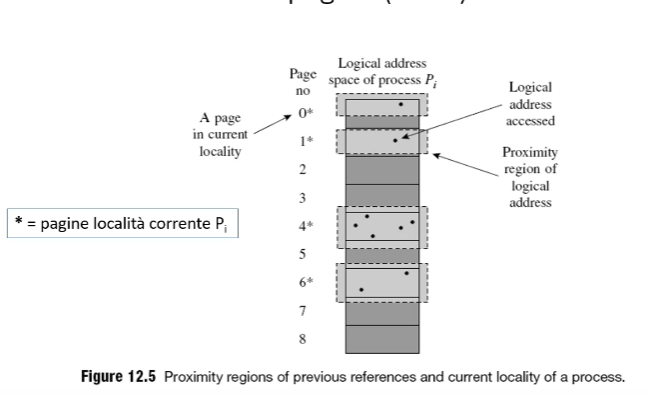 Logical address
space of process Pi
Page
no
0*
1*
2
3
4*
5
6*
7
8
A page
in current
locality
Logical
address
accessed
Proximity
region of
logical
address
* = pagine località corrente Pi
Figure 12.5 Proximity regions of previous references and current locality of a process.